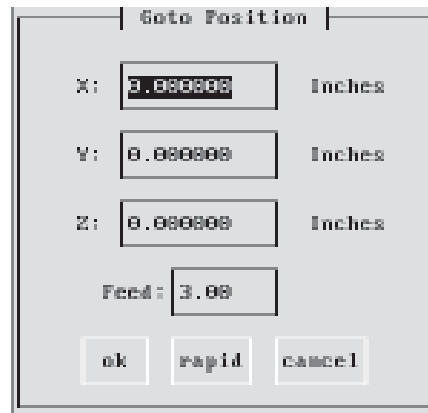 Goto Position
X: 0.000000 Inches
Y: 0.000000 Inches
Z: 0.000000 Inches
Feed: 3.00
ok rapid cancel